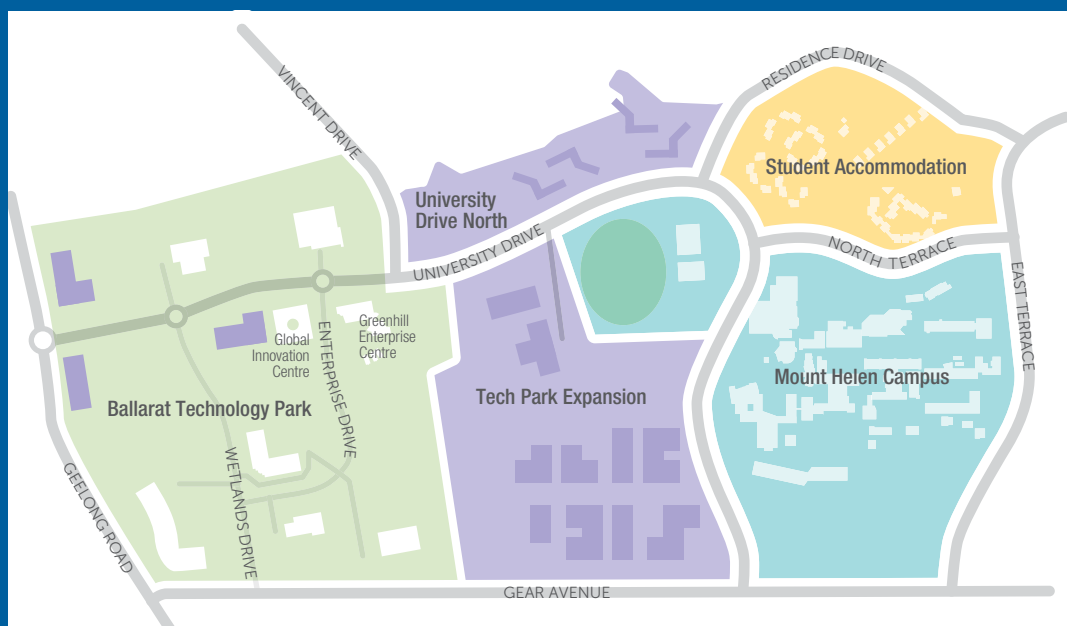 RESIDENCE DRIVE
VINCENT DRIVE
Student Accommodation
University
Drive North
UNIVERSITY DRIVE
NORTH TERRACE
EAST TERRACE
Global
Innovation
Centre
ENTERPRISE DRIVE
Greenhill
Enterprise
Centre
Mount Helen Campus
Tech Park Expansion
Ballarat Technology Park
WETLANDS DRIVE
GEELONG ROAD
GEAR AVENUE